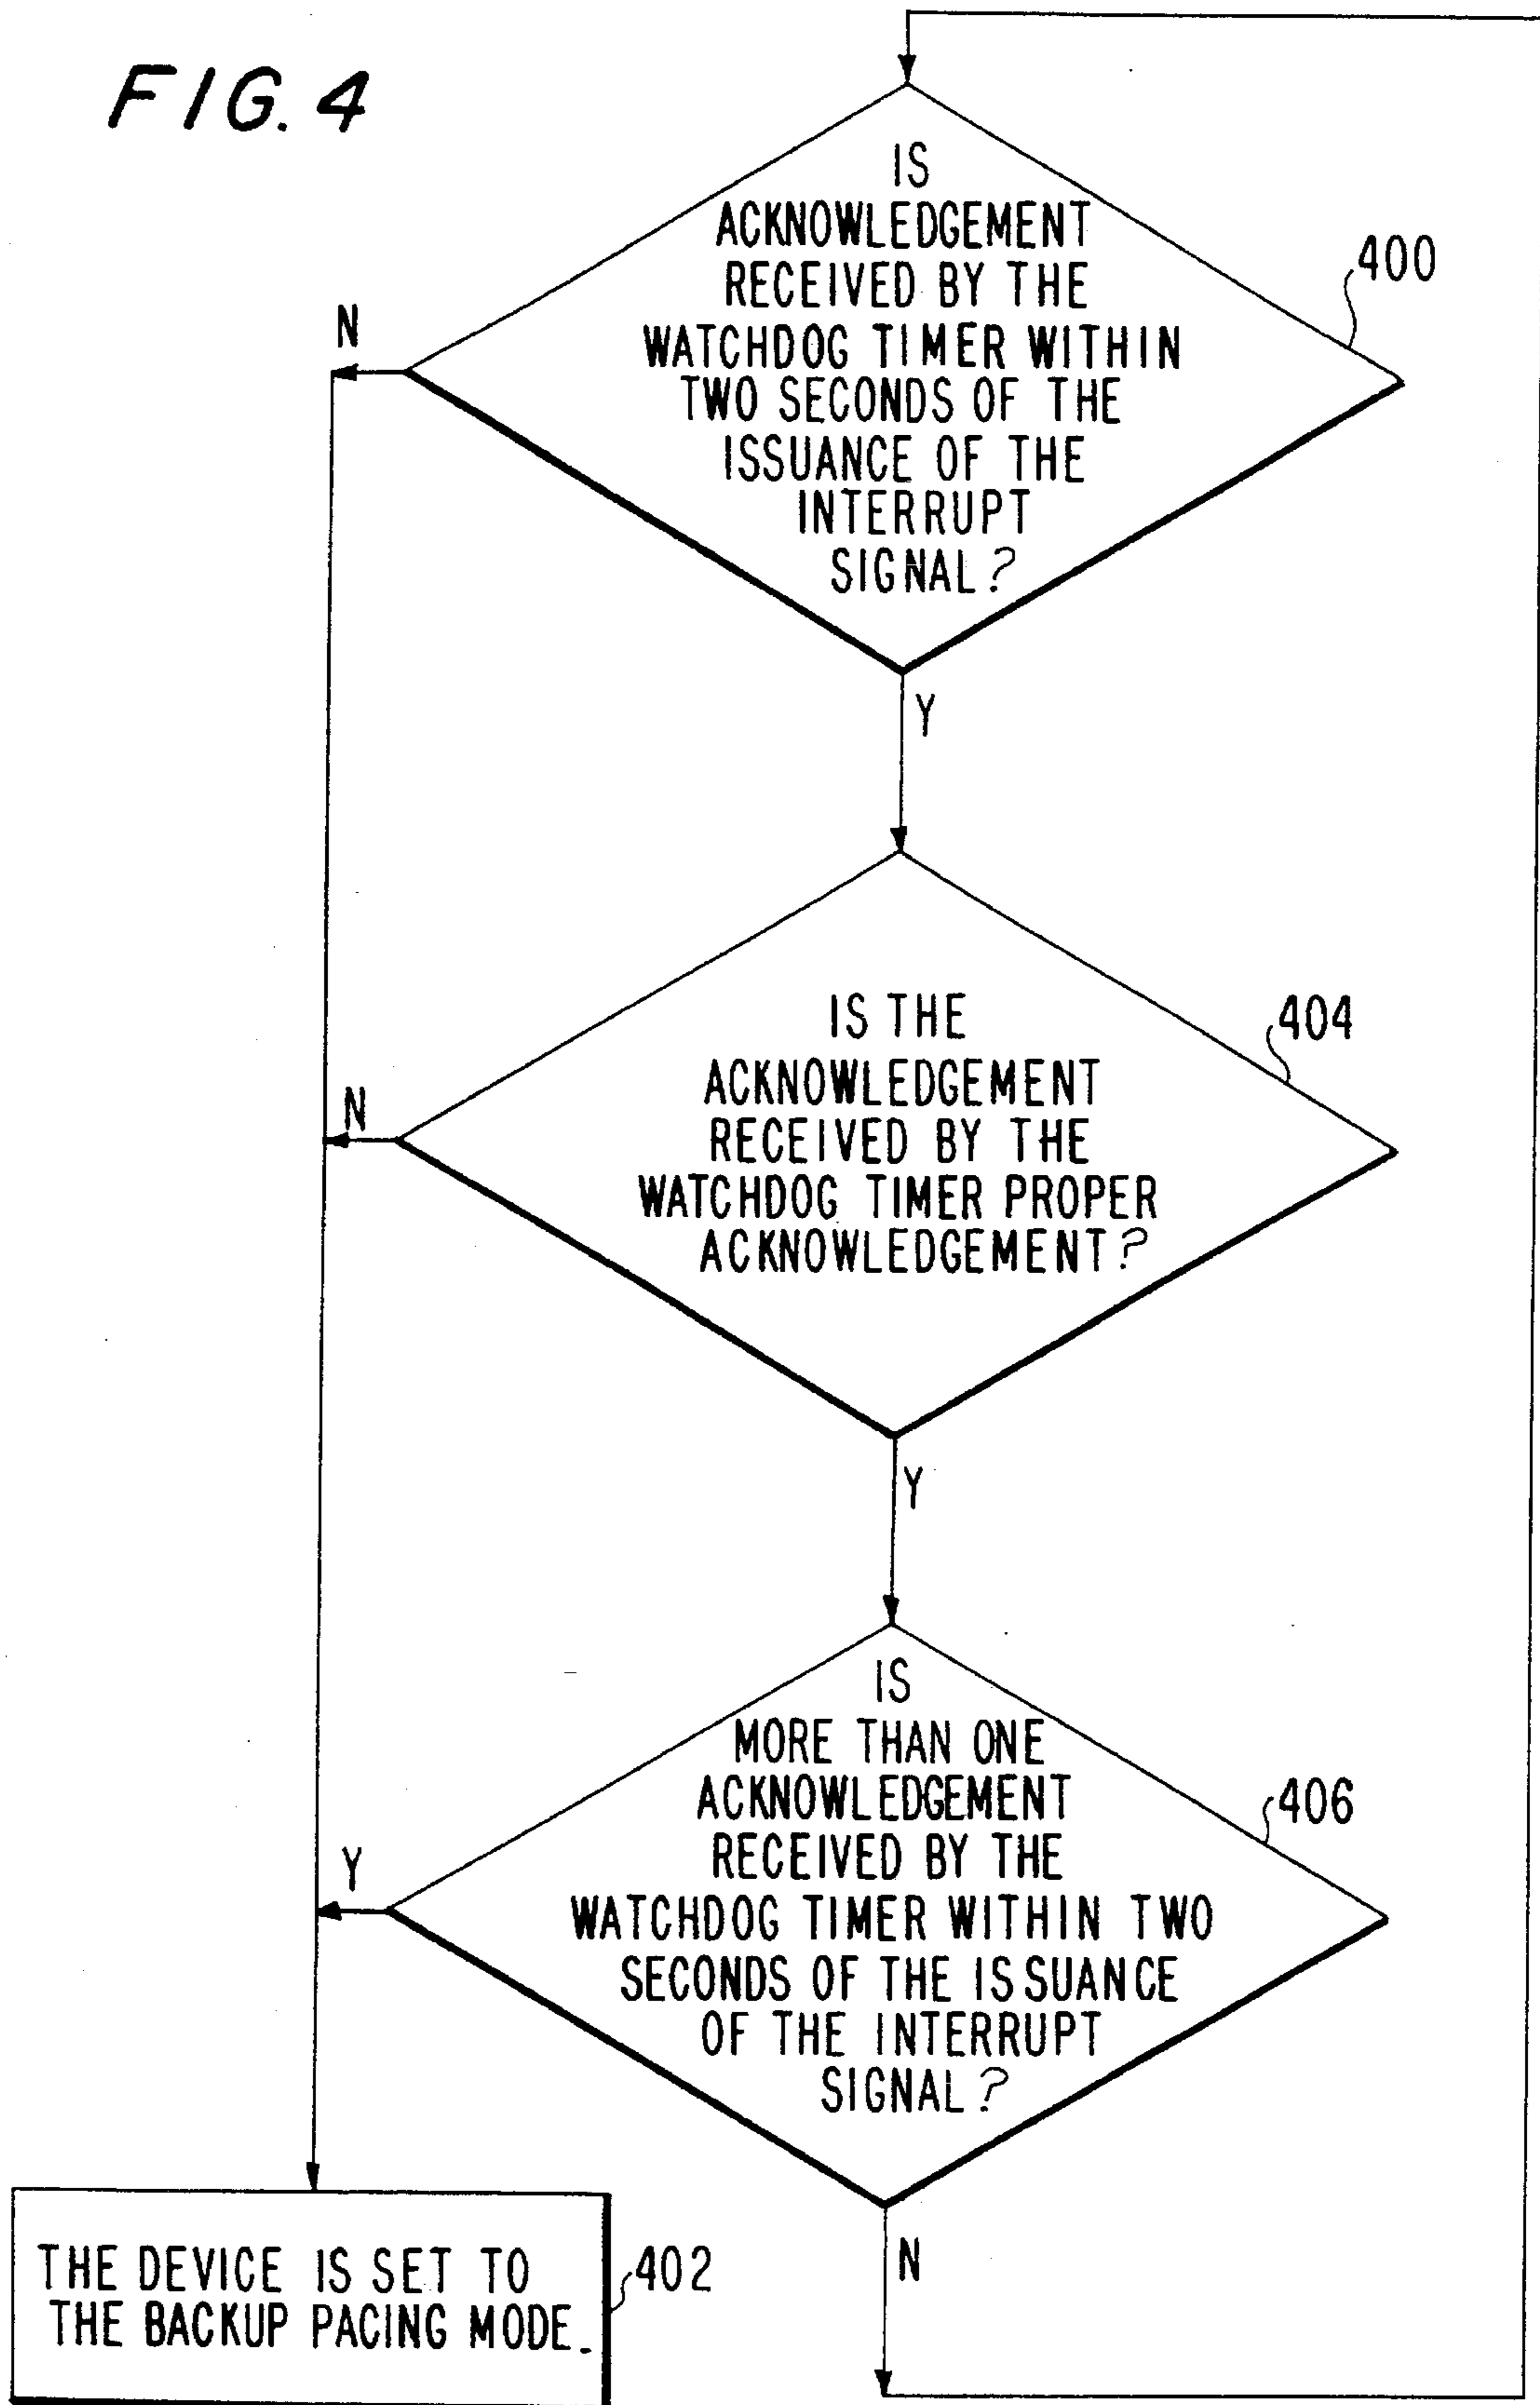 FIG. 4
IS
ACKNOWLEDGEMENT
RECEIVED BY THE
WATCHDOG TIMER WITHIN
TWO SECONDS OF THE
ISSUANCE OF THE
INTERRUPT
SIGNAL?
400
N
Y
IS THE
ACKNOWLEDGEMENT
RECEIVED BY THE
WATCHDOG TIMER PROPER
ACKNOWLEDGEMENT?
404
N
Y
IS
MORE THAN ONE
ACKNOWLEDGEMENT
RECEIVED BY THE
WATCHDOG TIMER WITHIN TWO
SECONDS OF THE ISSUANCE
OF THE INTERRUPT
SIGNAL?
406
Y
N
THE DEVICE IS SET TO
THE BACKUP PACING MODE.
402